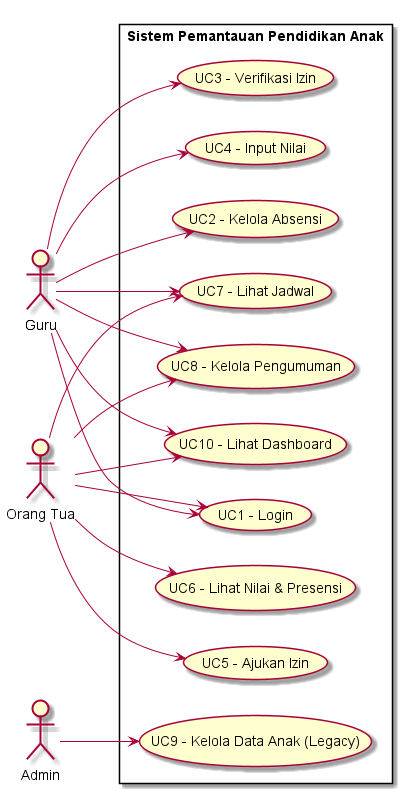 Sistem Pemantauan Pendidikan Anak
UC3 - Verifikasi Izin
UC4 - Input Nilai
UC2 - Kelola Absensi
UC7 - Lihat Jadwal
Guru
UC8 - Kelola Pengumuman
UC10 - Lihat Dashboard
Orang Tua
UC1 - Login
UC6 - Lihat Nilai & Presensi
UC5 - Ajukan Izin
UC9 - Kelola Data Anak (Legacy)
Admin